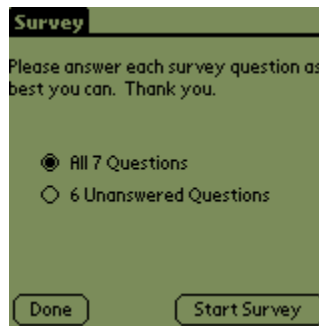 Survey
Please answer each survey question as
best you can. Thank you.
All 7 Questions
6 Unanswered Questions
Done
Start Survey